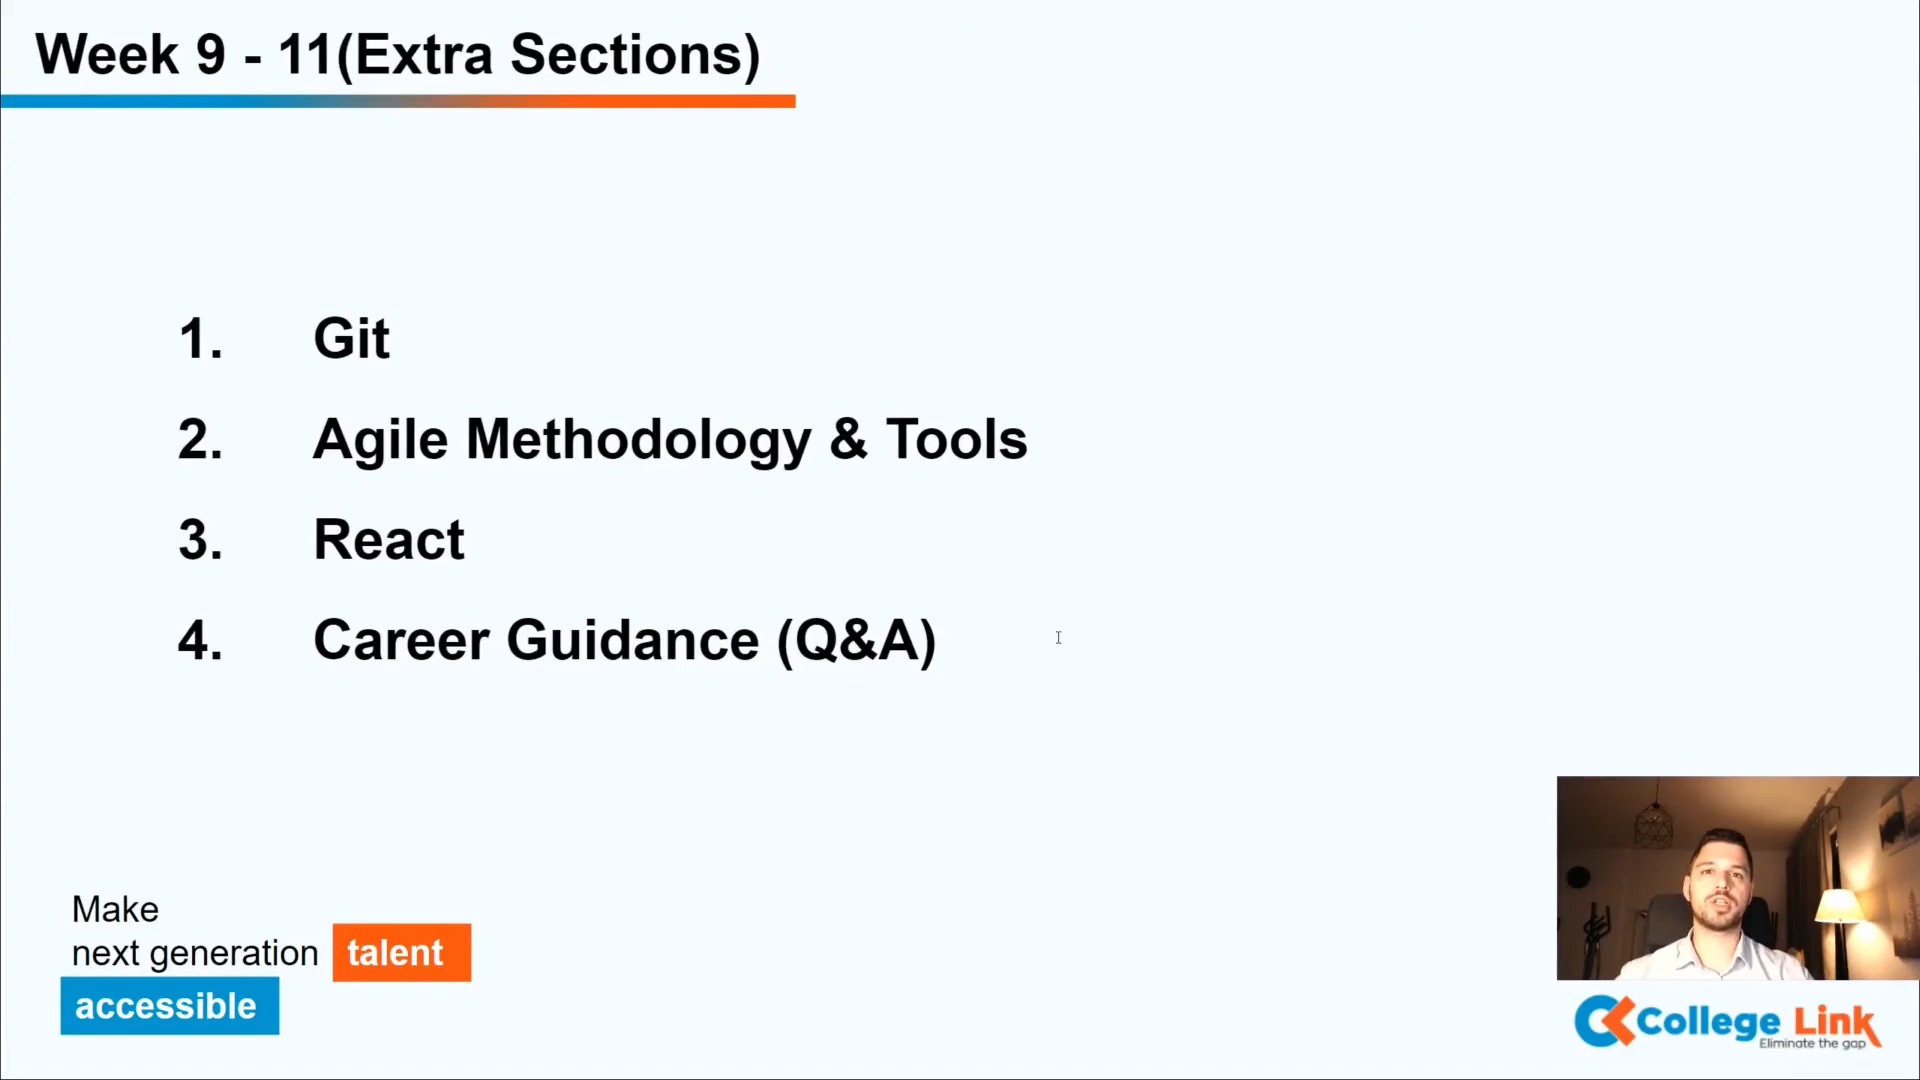 Week 9 - 11(Extra Sections)
1. Git
2. Agile Methodology & Tools
3. React
4. Career Guidance (Q&A)
Make
next generation talent
accessible
College Link
Eliminate the gap